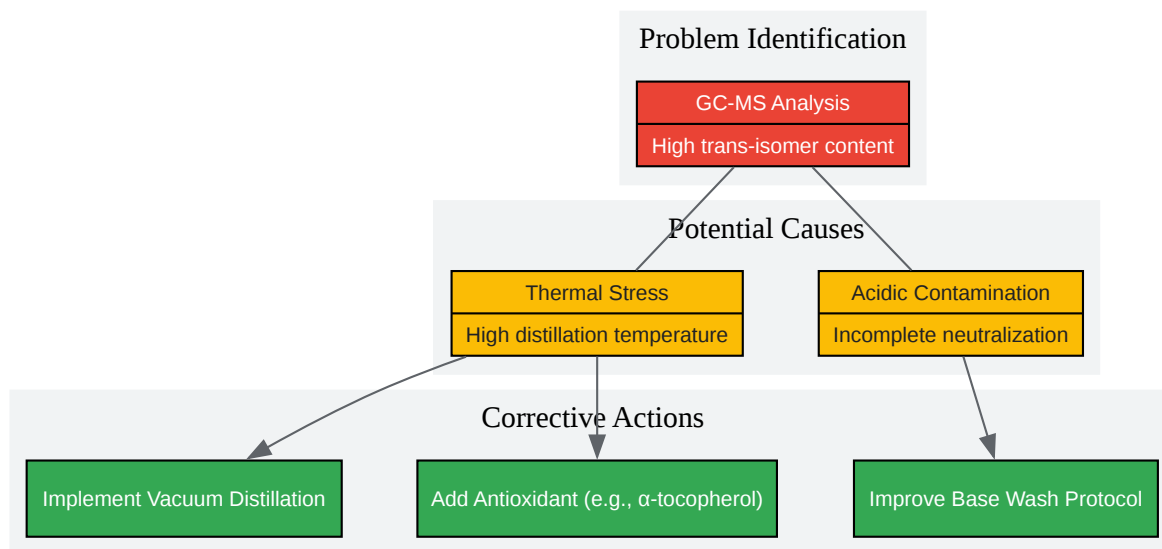 Problem Identification
GC-MS Analysis
High trans-isomer content
Potential Causes
Thermal Stress
High distillation temperature
Acidic Contamination
Incomplete neutralization
Corrective Actions
Implement Vacuum Distillation
Add Antioxidant (e.g., α-tocopherol)
Improve Base Wash Protocol